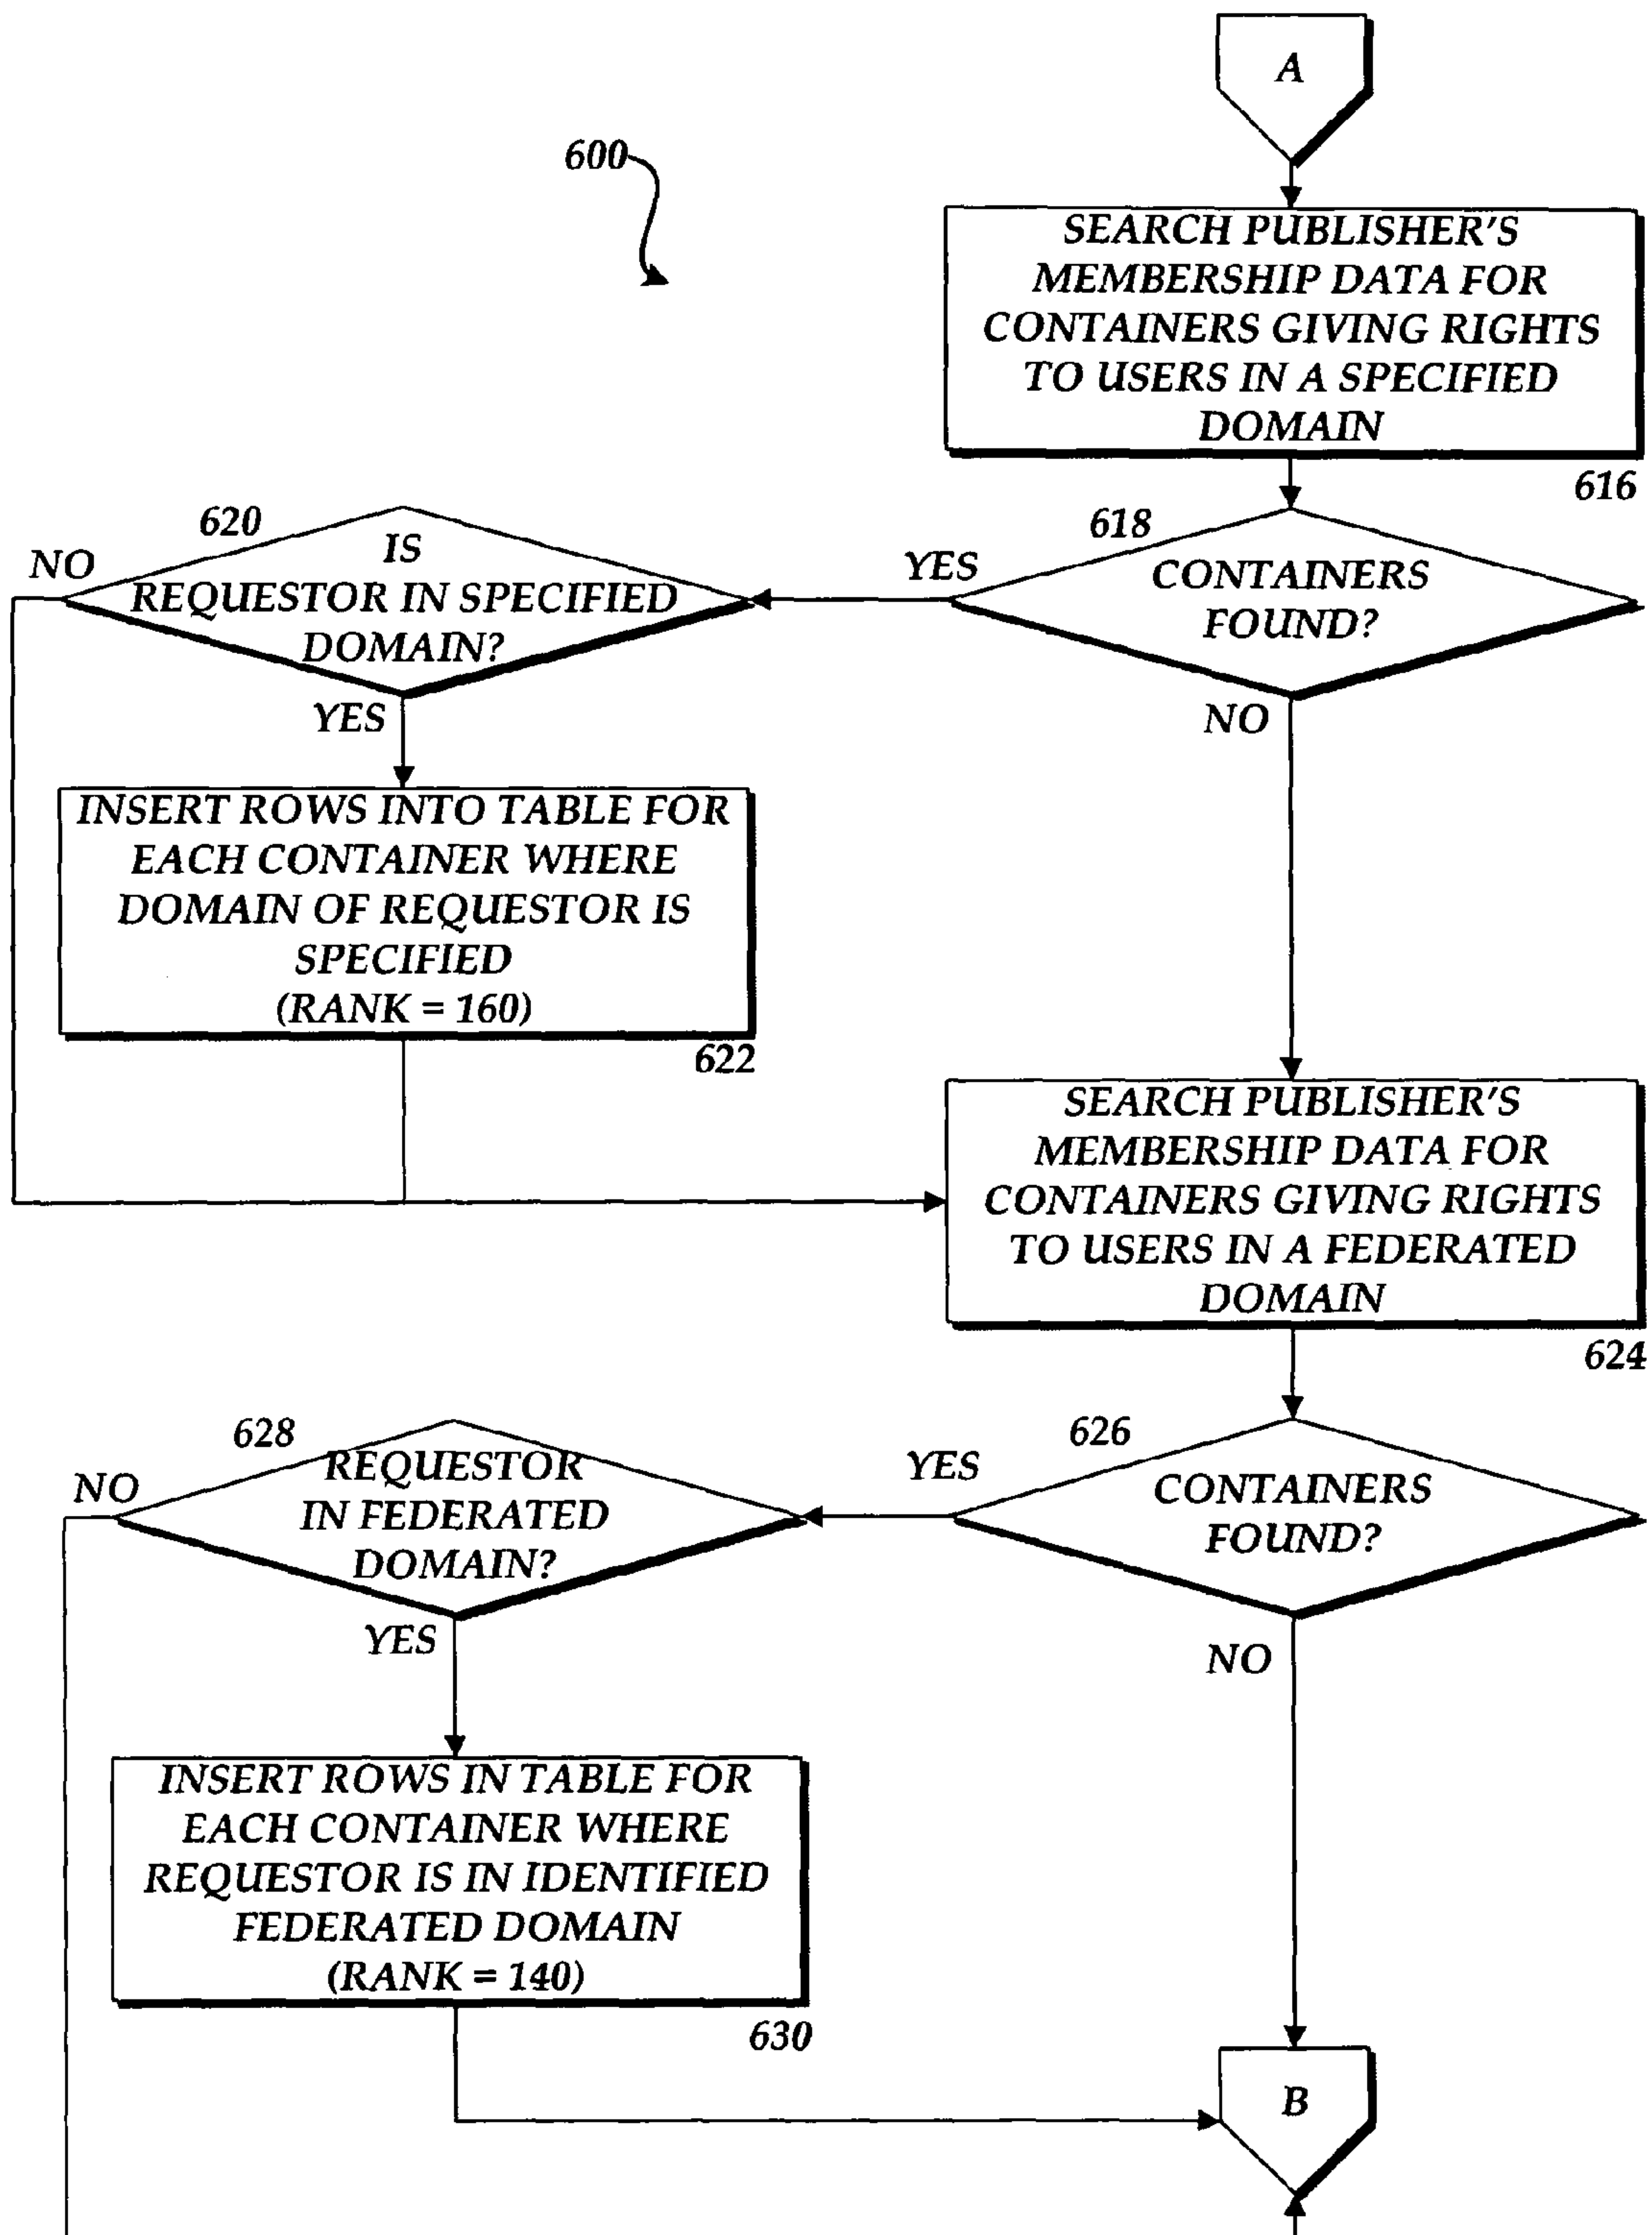 A
600
SEARCH PUBLISHER'S
MEMBERSHIP DATA FOR
CONTAINERS GIVING RIGHTS
TO USERS IN A SPECIFIED
DOMAIN
616
618
CONTAINERS
FOUND?
YES
NO
620
IS
REQUESTOR IN SPECIFIED
DOMAIN?
NO
YES
INSERT ROWS INTO TABLE FOR
EACH CONTAINER WHERE
DOMAIN OF REQUESTOR IS
SPECIFIED
(RANK = 160)
622
SEARCH PUBLISHER'S
MEMBERSHIP DATA FOR
CONTAINERS GIVING RIGHTS
TO USERS IN A FEDERATED
DOMAIN
624
626
CONTAINERS
FOUND?
YES
NO
628
REQUESTOR
IN FEDERATED
DOMAIN?
NO
YES
INSERT ROWS IN TABLE FOR
EACH CONTAINER WHERE
REQUESTOR IS IN IDENTIFIED
FEDERATED DOMAIN
(RANK = 140)
630
B